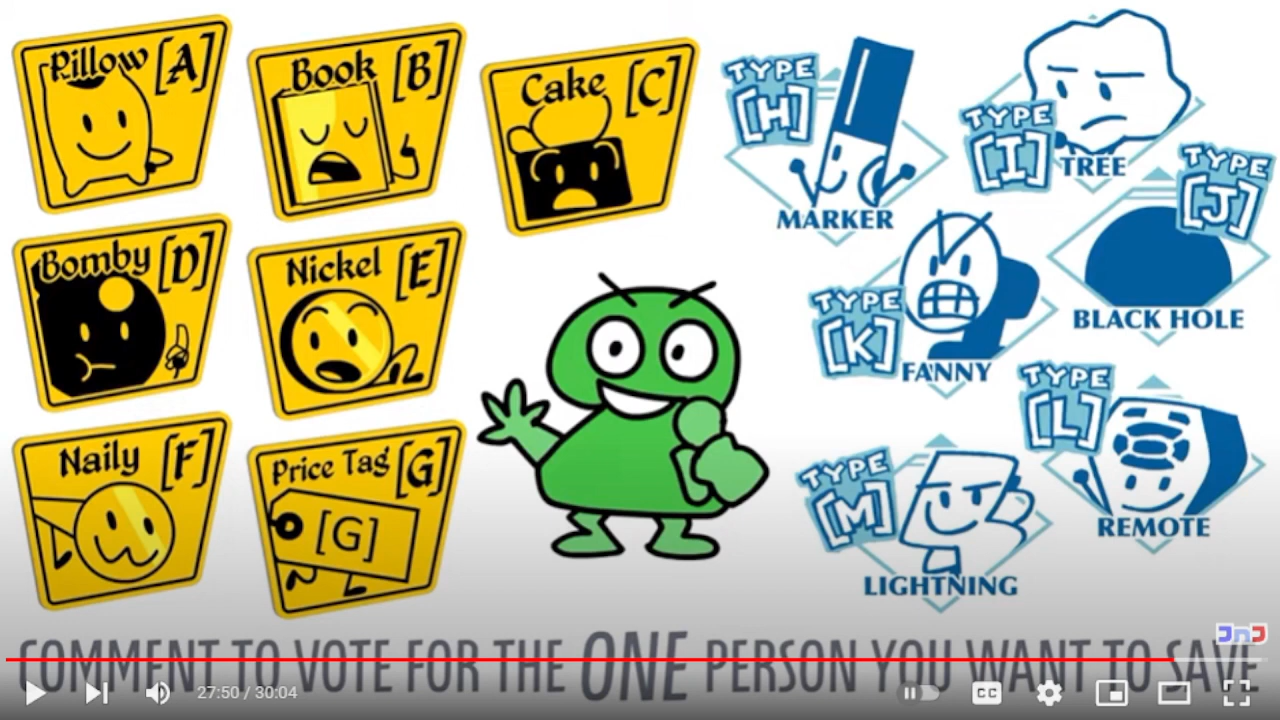 Pillow [A]
Book [B]
Cake [C]
TYPE [H]
MARKER
TYPE [I]
TREE
TYPE [J]
BLACK HOLE
Bomby [D]
Nickel [E]
TYPE [K]
FANNY
TYPE [L]
REMOTE
Naily [F]
Price Tag [G]
[G]
TYPE [M]
LIGHTNING
COMMENT TO VOTE FOR THE ONE PERSON YOU WANT TO SAVE
27:50 / 30:04
CC